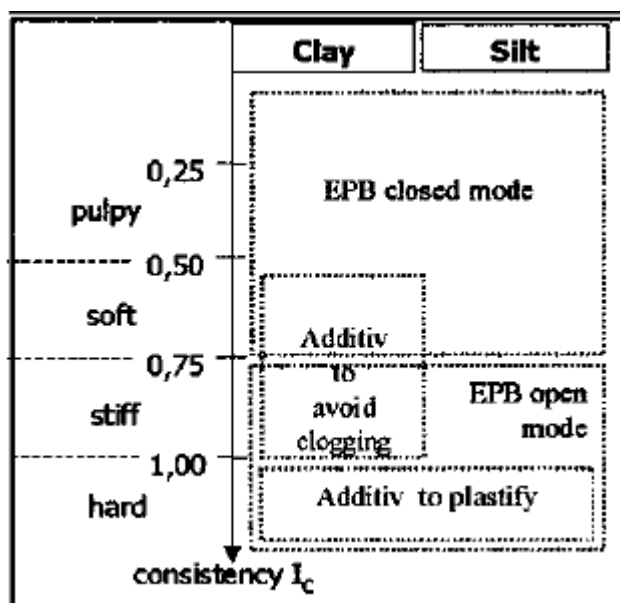 Clay
Silt
0,25
EPB closed mode
pulpy
0,50
soft
Additiv
0,75
to
EPB open
stiff
avoid
mode
clogging
1,00
Additiv to plastify
hard
consistency Ic